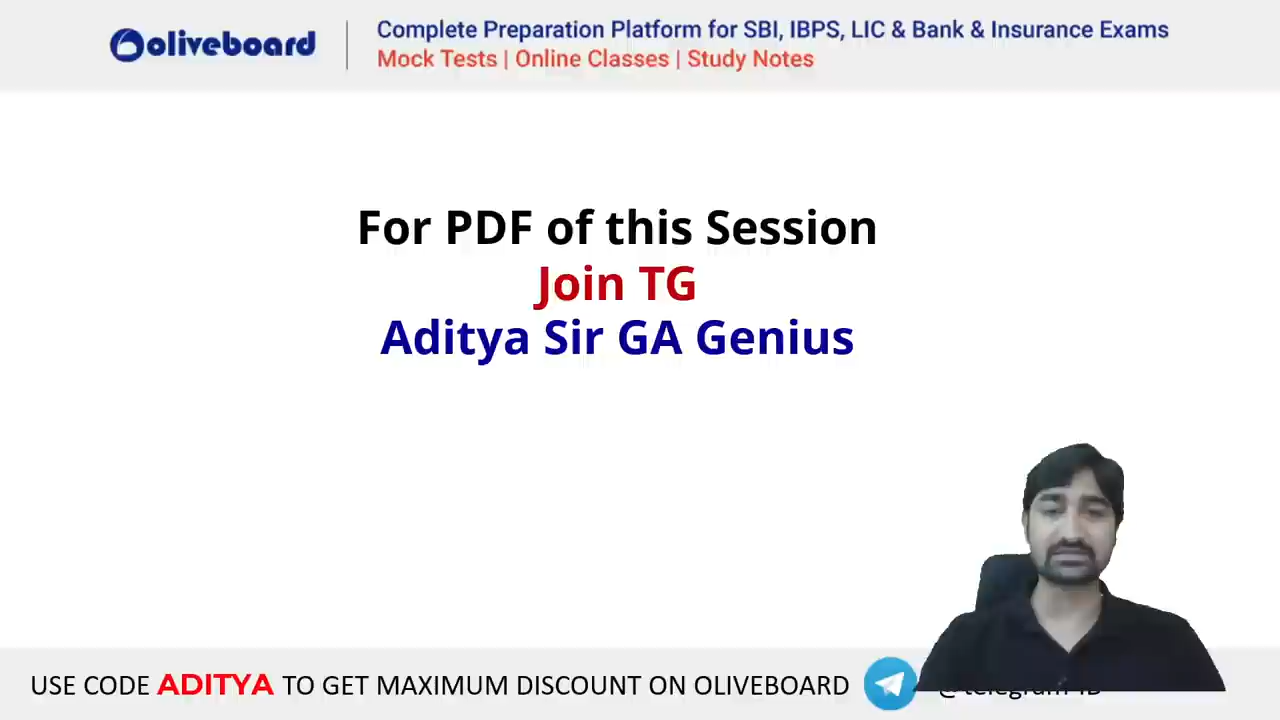 oliveboard
Complete Preparation Platform for SBI, IBPS, LIC & Bank & Insurance Exams
Mock Tests | Online Classes | Study Notes
For PDF of this Session
Join TG
Aditya Sir GA Genius
USE CODE ADITYA TO GET MAXIMUM DISCOUNT ON OLIVEBOARD